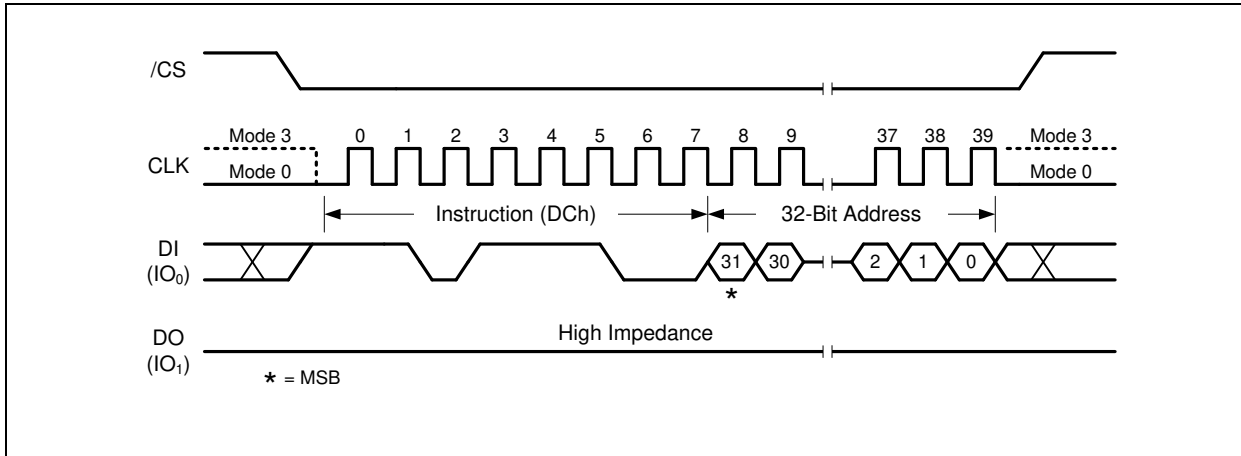 /CS
Mode 3 0 1 2 3 4 5 6 7 8 9 37 38 39 Mode 3
CLK
Mode 0 Mode 0
Instruction (DCh) 32-Bit Address
DI
(IO₀)
31 30 2 1 0
*
High Impedance
DO
(IO₁)
* = MSB